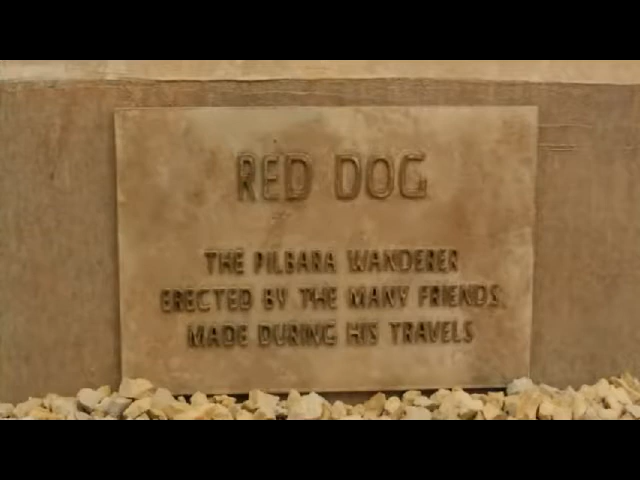 RED DOG
THE PILBARA WANDERER
ERECTED BY THE MANY FRIENDS,
MADE DURING HIS TRAVELS